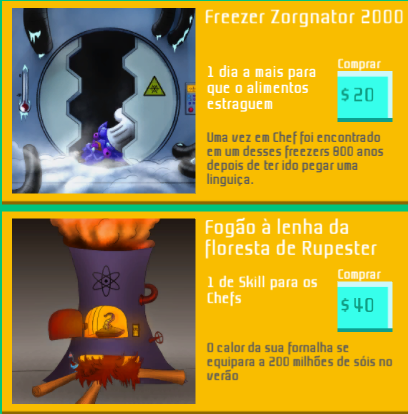 Freezer Zorgnator 2000
1 dia a mais para
que o alimentos
estraguem
Comprar
$20
Uma vez em Chef foi encontrado
em um desses freezers 800 anos
depois de ter ido pegar uma
linguiça.
Fogão à lenha da
floresta de Rupester
1 de Skill para os
Chefs
Comprar
$40
O calor da sua fornalha se
equipara a 200 milhões de sóis no
verão